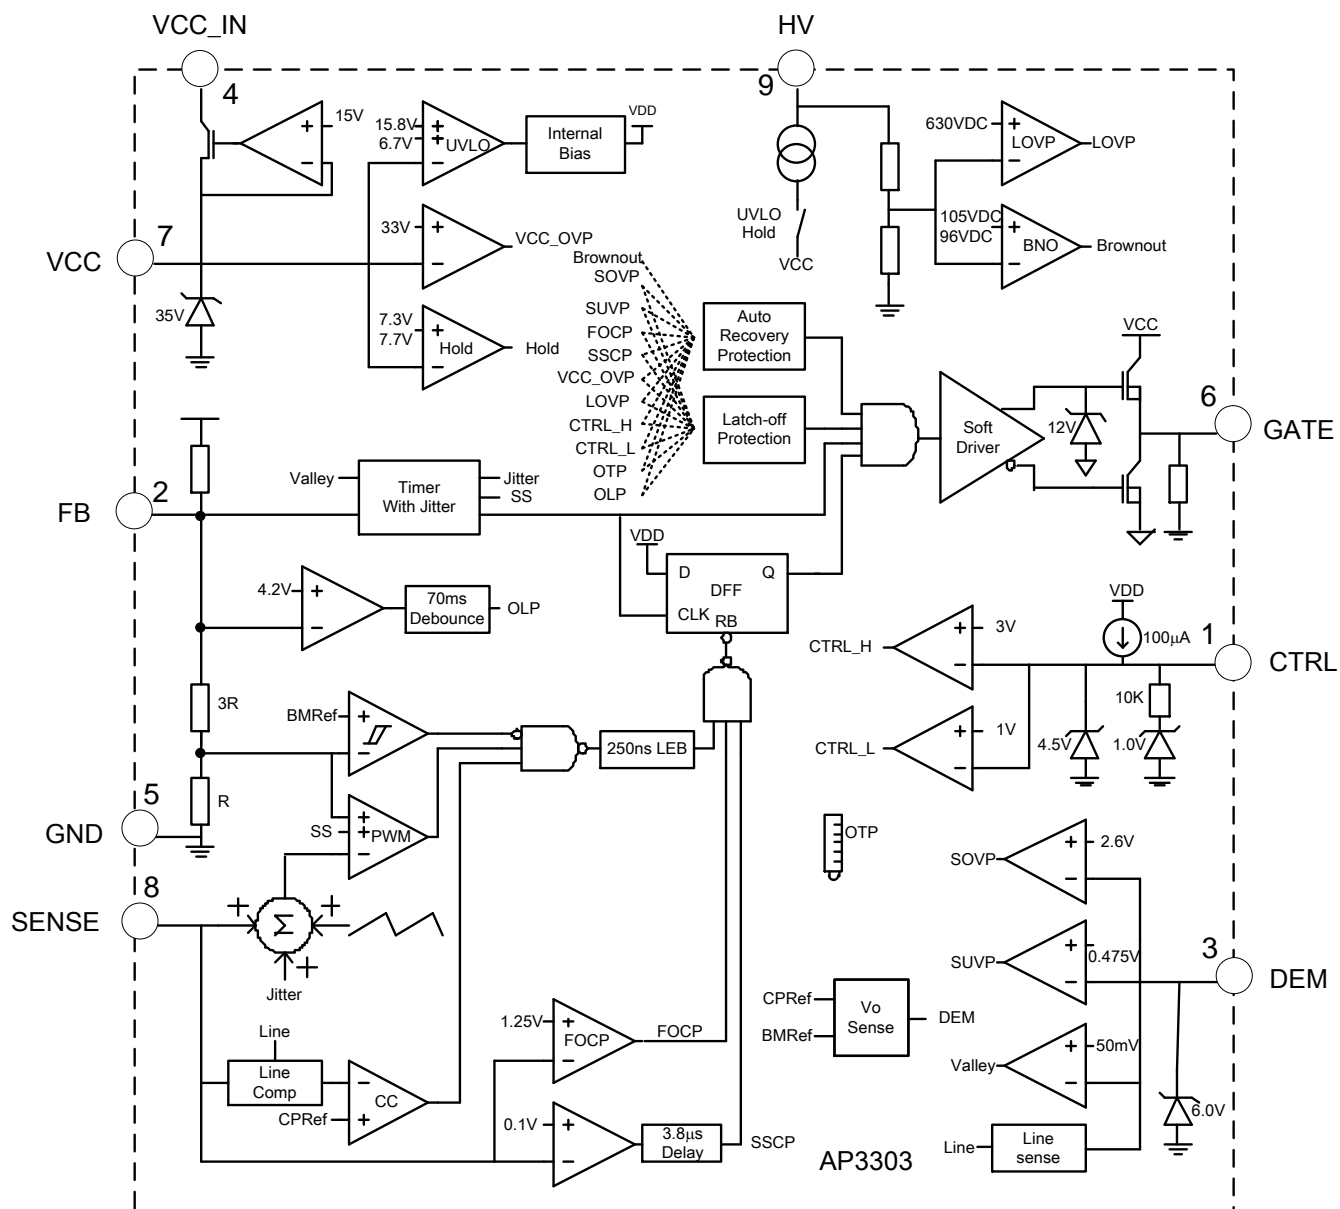 VCC_IN
HV
4
9
15V
15.8V
6.7V
UVLO
Internal
Bias
VDD
630VDC
LOVP
LOVP
UVLO
Hold
VCC
105VDC
96VDC
BNO
Brownout
7
VCC
33V
VCC_OVP
35V
7.3V
7.7V
Hold
Hold
Brownout
SOVP
SUVP
FOCP
SSCP
VCC_OVP
LOVP
CTRL_H
CTRL_L
OTP
OLP
Auto
Recovery
Protection
Latch-off
Protection
Soft
Driver
VCC
12V
6
GATE
2
FB
Valley
Timer
With Jitter
Jitter
SS
VDD
D
Q
DFF
CLK
RB
4.2V
70ms
Debounce
OLP
VDD
100μA
1
CTRL
CTRL_H
3V
10K
CTRL_L
1V
4.5V
1.0V
3R
BMRef
250ns LEB
R
5
GND
SS
PWM
OTP
SOVP
2.6V
8
SENSE
+
+
Σ
+
Jitter
SUVP
0.475V
3
DEM
CPRef
BMRef
Vo
Sense
DEM
1.25V
FOCP
FOCP
Valley
50mV
6.0V
Line
Line
Comp
CC
CPRef
0.1V
3.8μs
Delay
SSCP
AP3303
Line
Line
sense